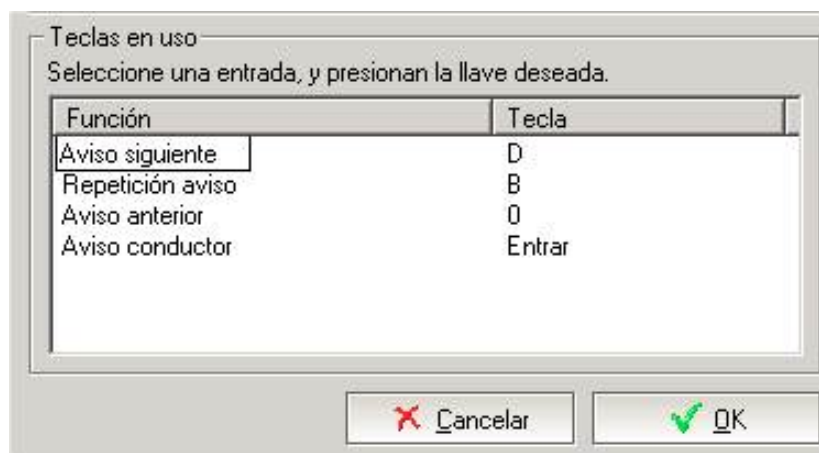 Teclas en uso
Seleccione una entrada, y presionan la llave deseada.
Función Tecla
Aviso siguiente D
Repetición aviso B
Aviso anterior 0
Aviso conductor Entrar
Cancelar OK